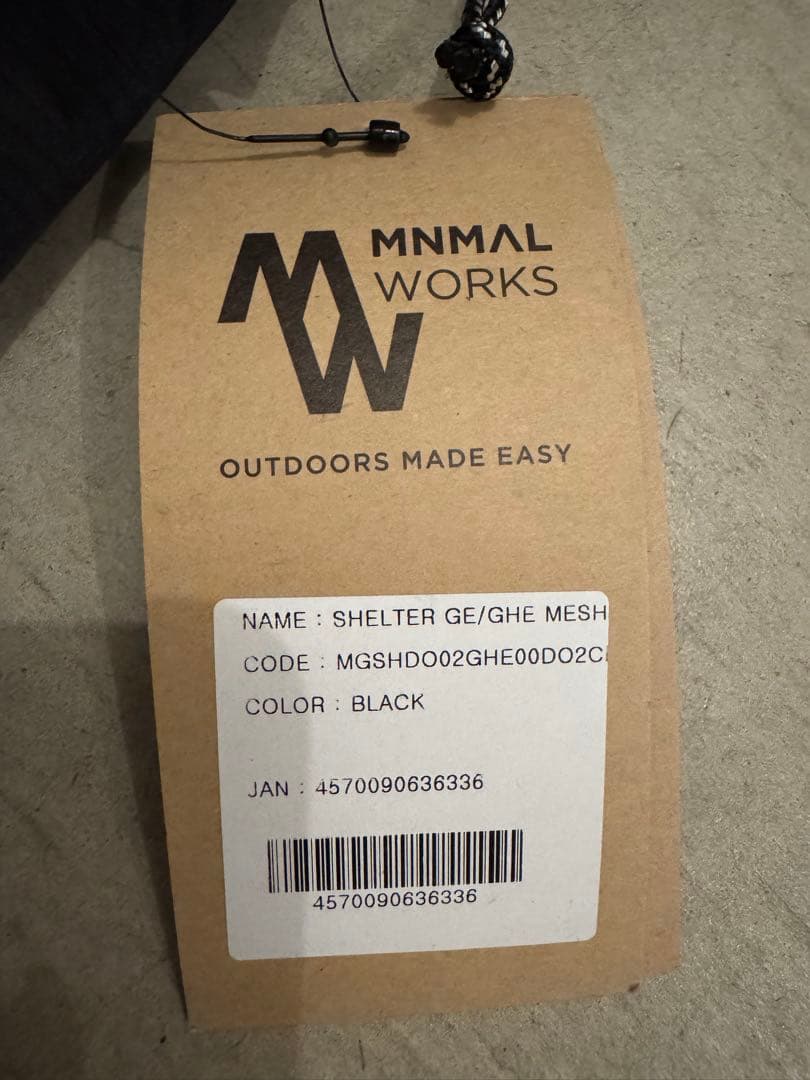 MNMAL
WORKS
OUTDOORS MADE EASY
NAME : SHELTER GE/GHE MESH
CODE : MGSHDO02GHE00DO2C
COLOR : BLACK
JAN : 4570090636336
4570090636336